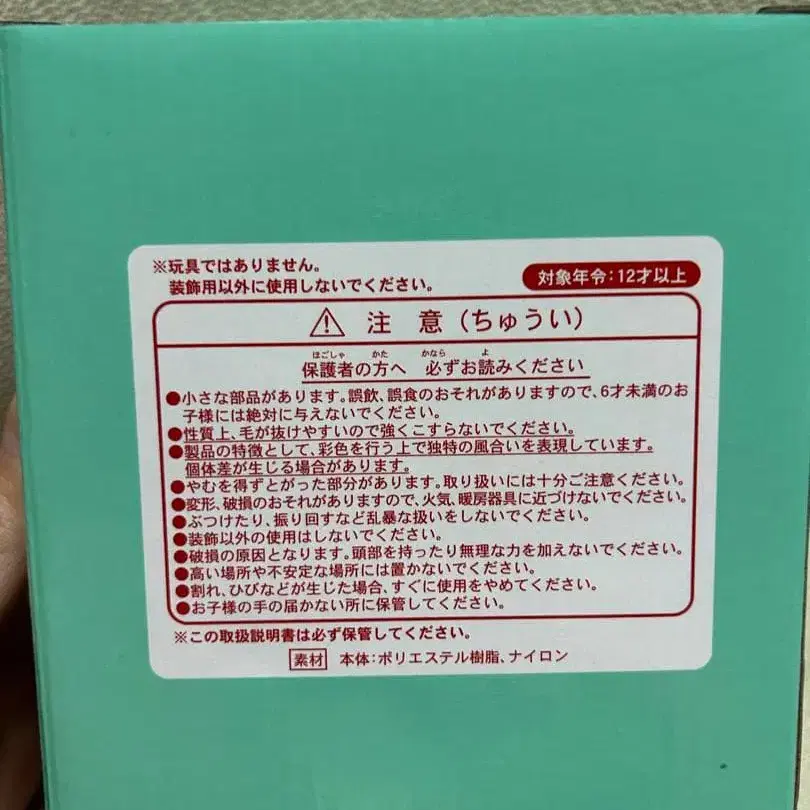 ※玩具ではありません。
装飾用以外に使用しないでください。
対象年令:12才以上
注 意(ちゅうい)
ほごしゃ かた かなら よ
保護者の方へ 必ずお読みください
●小さな部品があります。誤飲、誤食のおそれがありますので、6才未満のお
子様には絶対に与えないでください。
●性質上、毛が抜けやすいので強くこすらないでください。
●製品の特徴として、彩色を行う上で独特の風合いを表現しています。
個体差が生じる場合があります。
●やむを得ずとがった部分があります。取り扱いには十分ご注意ください。
●変形、破損のおそれがありますので、火気、暖房器具に近づけないでください。
●ぶつけたり、振り回すなど乱暴な扱いをしないでください。
●装飾以外の使用はしないでください。
●破損の原因となります。頭部を持ったり無理な力を加えないでください。
●高い場所や不安定な場所には置かないでください。
●割れ、ひびなどが生じた場合、すぐに使用をやめてください。
●お子様の手の届かない所に保管してください。
※この取扱説明書は必ず保管してください。
素材 本体:ポリエステル樹脂、ナイロン